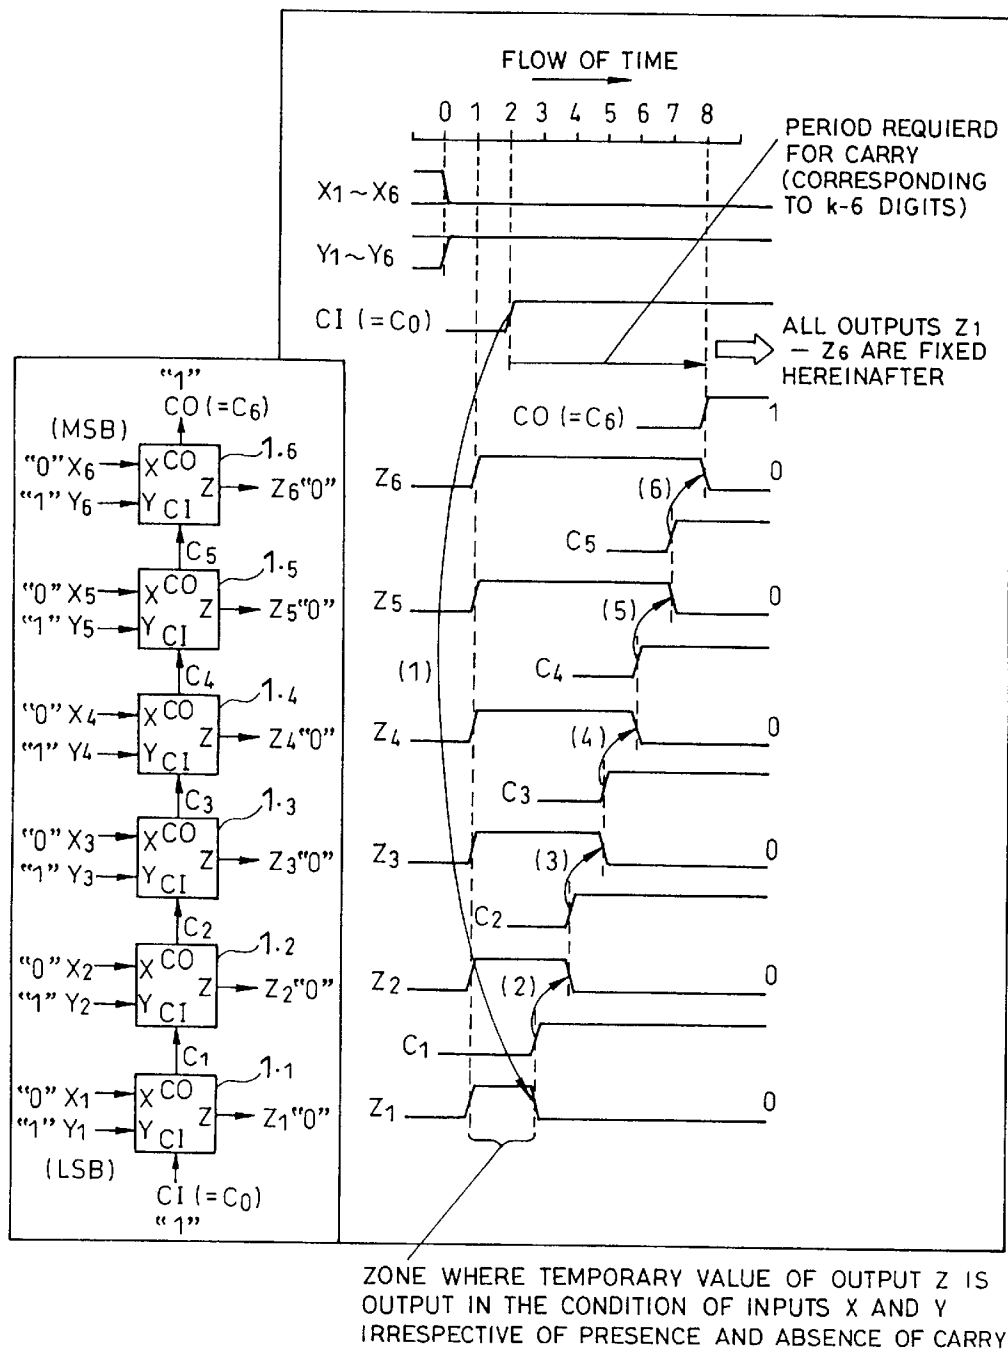 FLOW OF TIME
0 1 2 3 4 5 6 7 8
PERIOD REQUIERD
FOR CARRY
(CORRESPONDING
TO k-6 DIGITS)
X1~X6
Y1~Y6
CI (=C0)
ALL OUTPUTS Z1
— Z6 ARE FIXED
HEREINAFTER
CO (=C6) 1
Z6 0
(6)
C5
Z5 0
(5)
C4
(1)
Z4 0
(4)
C3
Z3 0
(3)
C2
Z2 0
(2)
C1
Z1 0
ZONE WHERE TEMPORARY VALUE OF OUTPUT Z IS
OUTPUT IN THE CONDITION OF INPUTS X AND Y
IRRESPECTIVE OF PRESENCE AND ABSENCE OF CARRY
"1"
CO (=C6)
(MSB)
1.6
"0" X6 X CO
Z Z6 "0"
"1" Y6 Y CI
C5
1.5
"0" X5 X CO
Z Z5 "0"
"1" Y5 Y CI
C4
1.4
"0" X4 X CO
Z Z4 "0"
"1" Y4 Y CI
C3
1.3
"0" X3 X CO
Z Z3 "0"
"1" Y3 Y CI
C2
1.2
"0" X2 X CO
Z Z2 "0"
"1" Y2 Y CI
C1
1.1
"0" X1 X CO
Z Z1 "0"
"1" Y1 Y CI
(LSB)
CI (=C0)
"1"